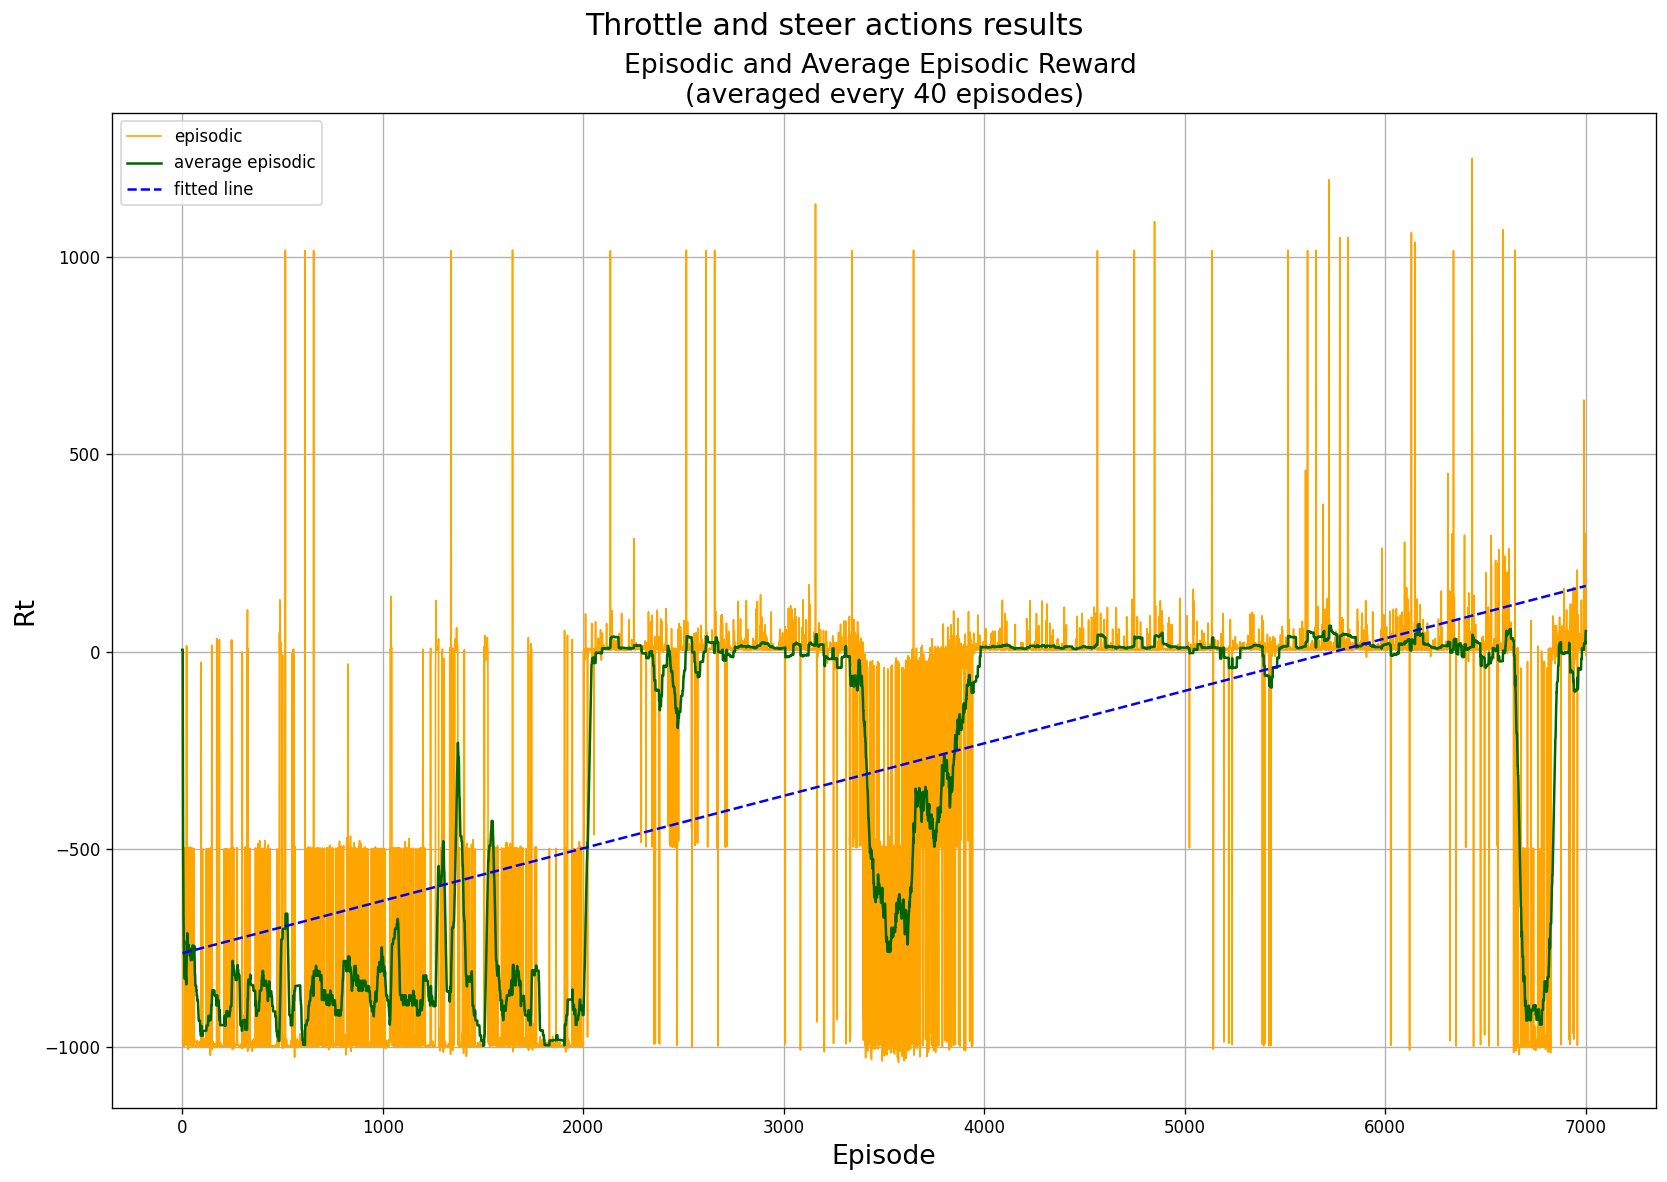 Throttle and steer actions results
Episodic and Average Episodic Reward
(averaged every 40 episodes)
episodic
average episodic
fitted line
1000
500
0
−500
−1000
Rt
0 1000 2000 3000 4000 5000 6000 7000
Episode